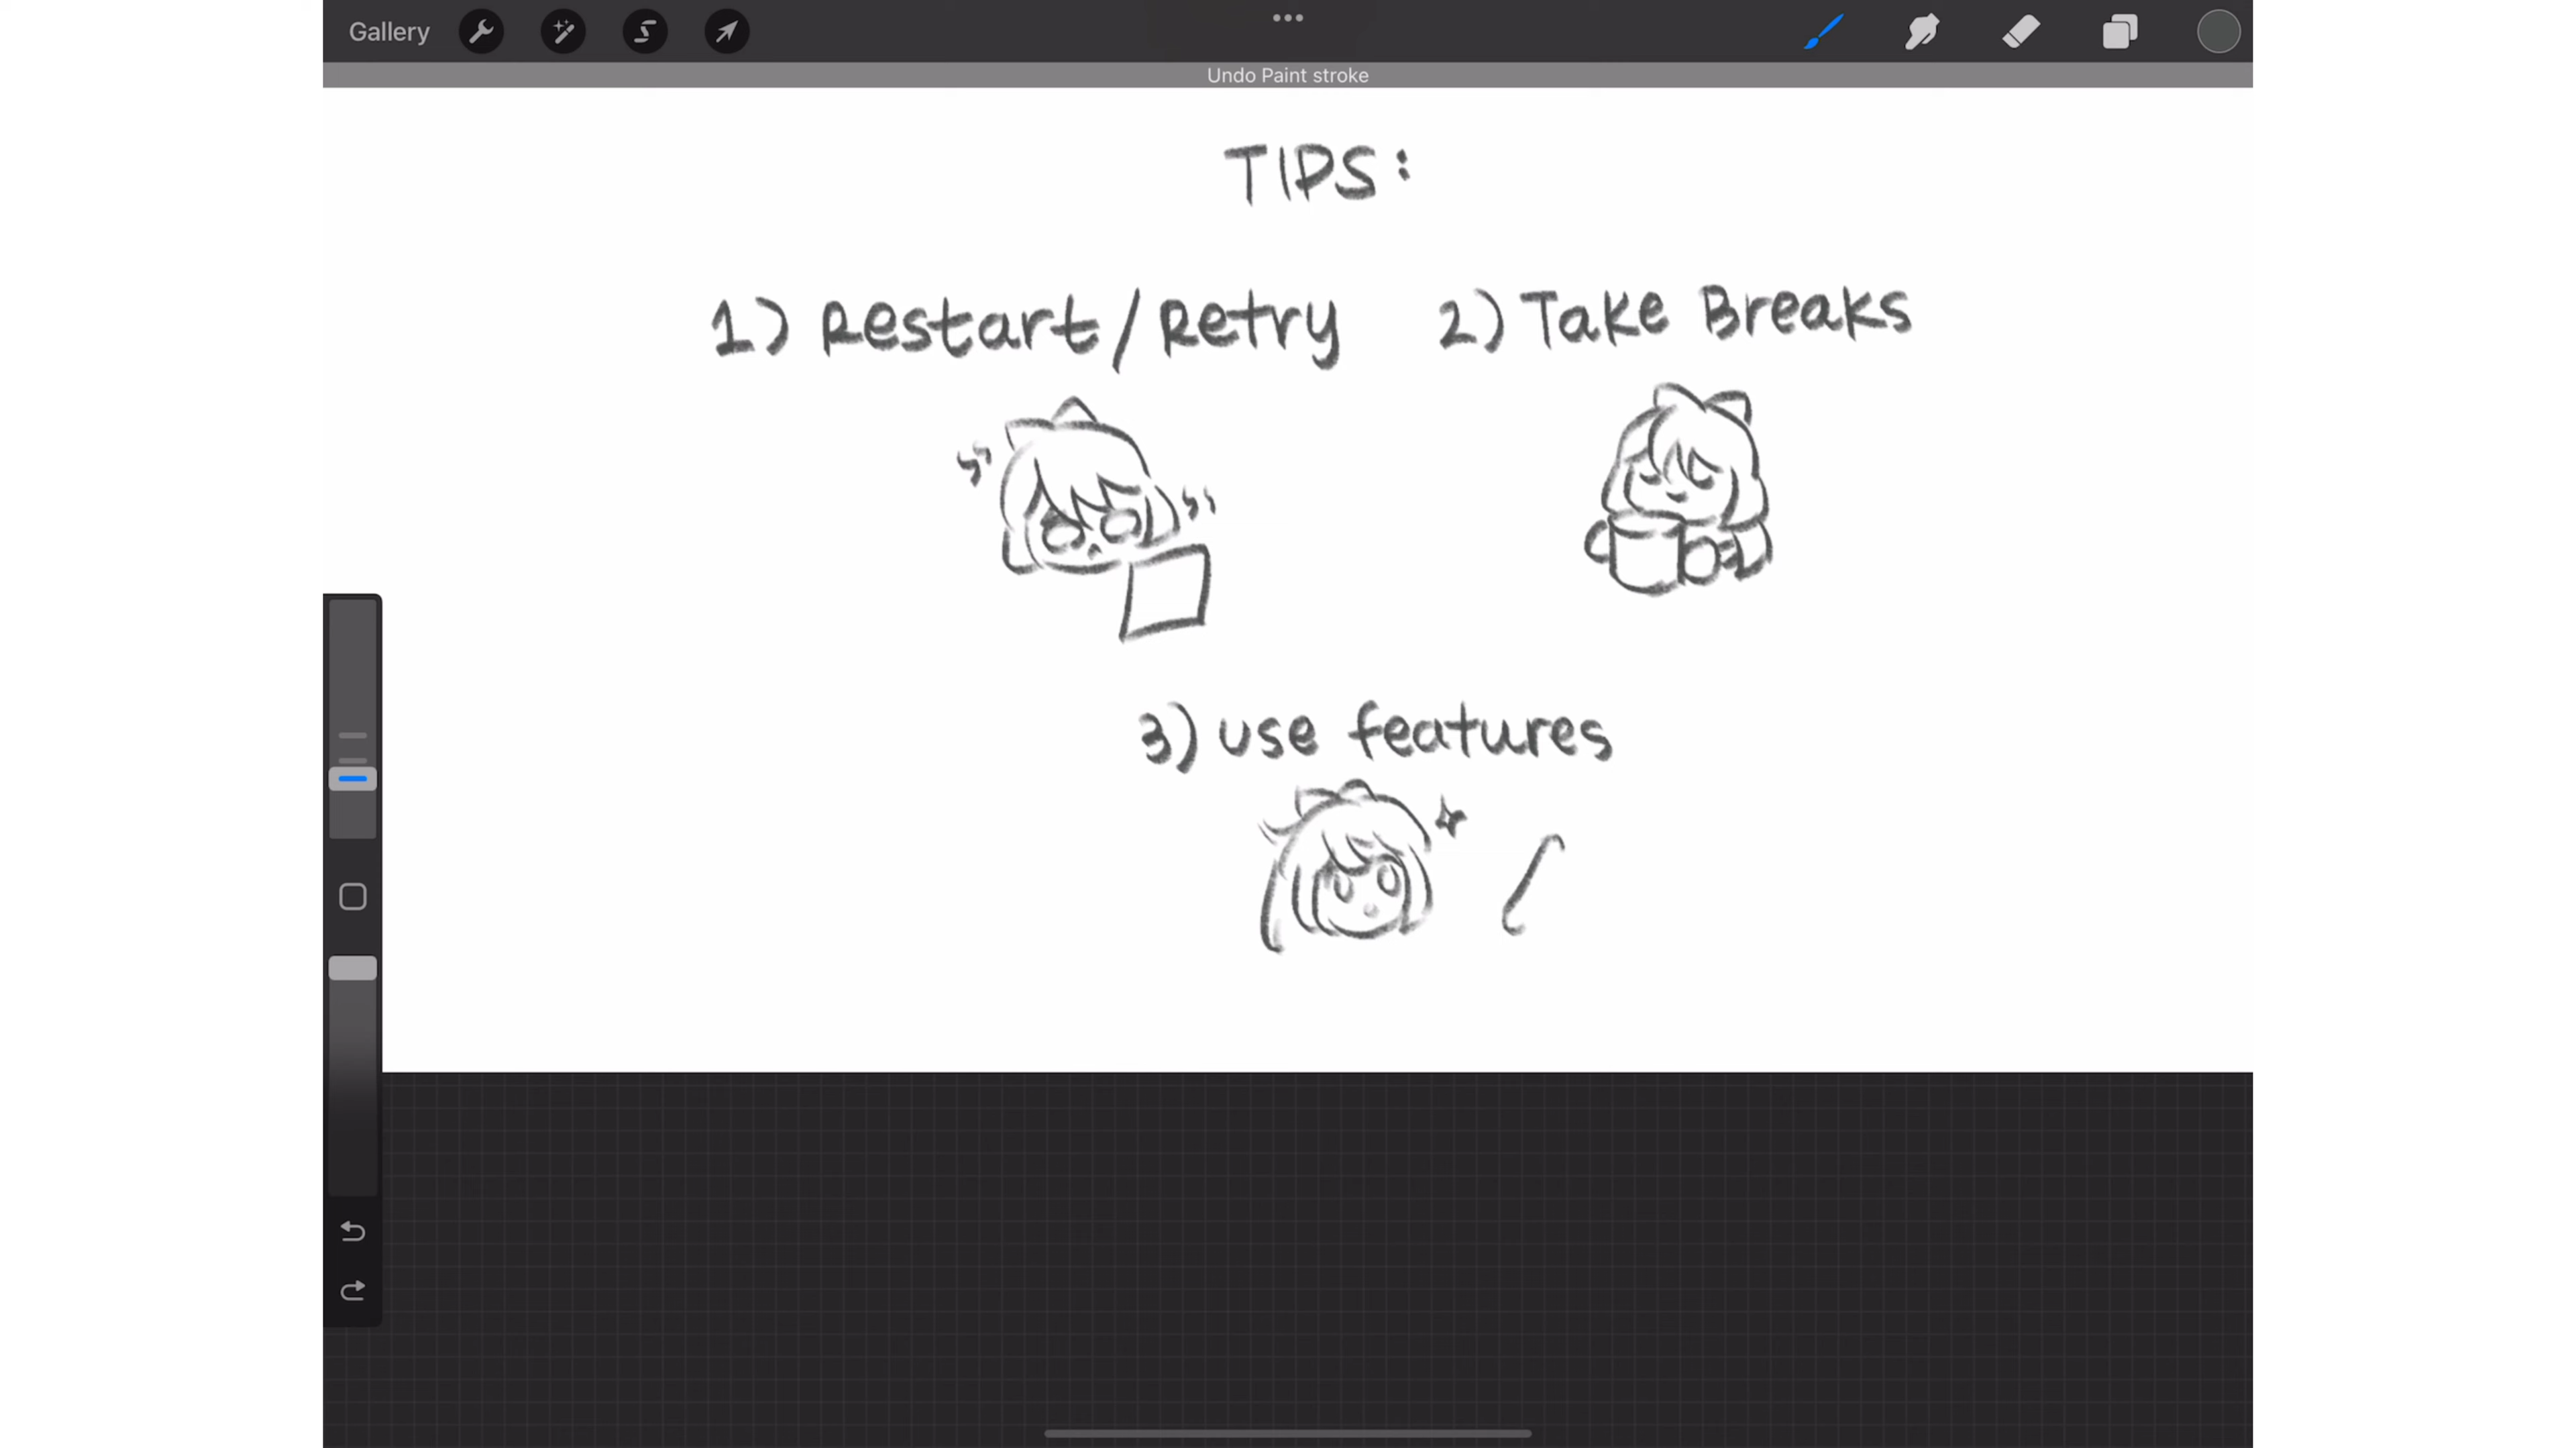 Gallery
Undo Paint stroke
TIPS:
1) Restart/Retry
2) Take Breaks
3) use features